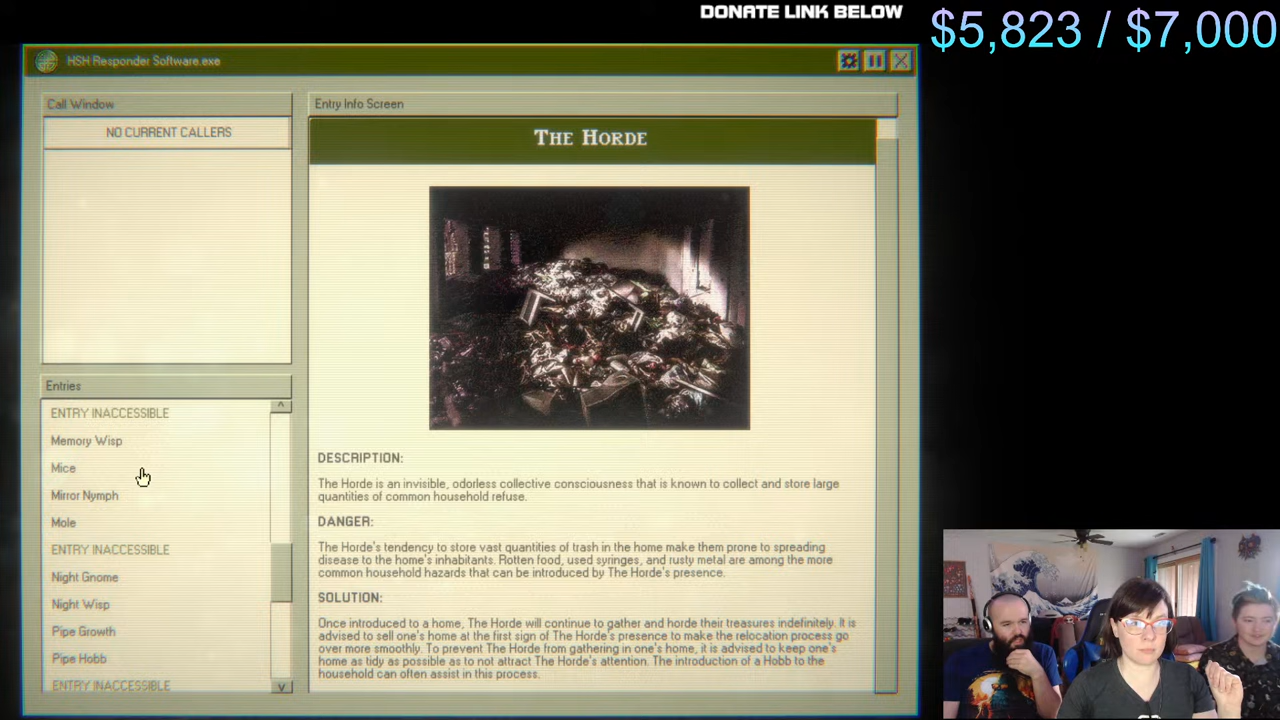 DONATE LINK BELOW
$5,823 / $7,000
HSH Responder Software.exe
Call Window
NO CURRENT CALLERS
Entries
ENTRY INACCESSIBLE
Memory Wisp
Mice
Mirror Nymph
Mole
ENTRY INACCESSIBLE
Night Gnome
Night Wisp
Pipe Growth
Pipe Hobb
ENTRY INACCESSIBLE
Entry Info Screen
The Horde
DESCRIPTION:
The Horde is an invisible, odorless collective consciousness that is known to collect and store large
quantities of common household refuse.
DANGER:
The Horde's tendency to store vast quantities of trash in the home make them prone to spreading
disease to the home's inhabitants. Rotten food, used syringes, and rusty metal are among the more
common household hazards that can be introduced by The Horde's presence.
SOLUTION:
Once introduced to a home, The Horde will continue to gather and horde their treasures indefinitely. It is
advised to sell one's home at the first sign of The Horde's presence to make the relocation process go
over more smoothly. To prevent The Horde from gathering in one's home, it is advised to keep one's
home as tidy as possible as to not attract The Horde's attention. The introduction of a Hobb to the
household can often assist in this process.